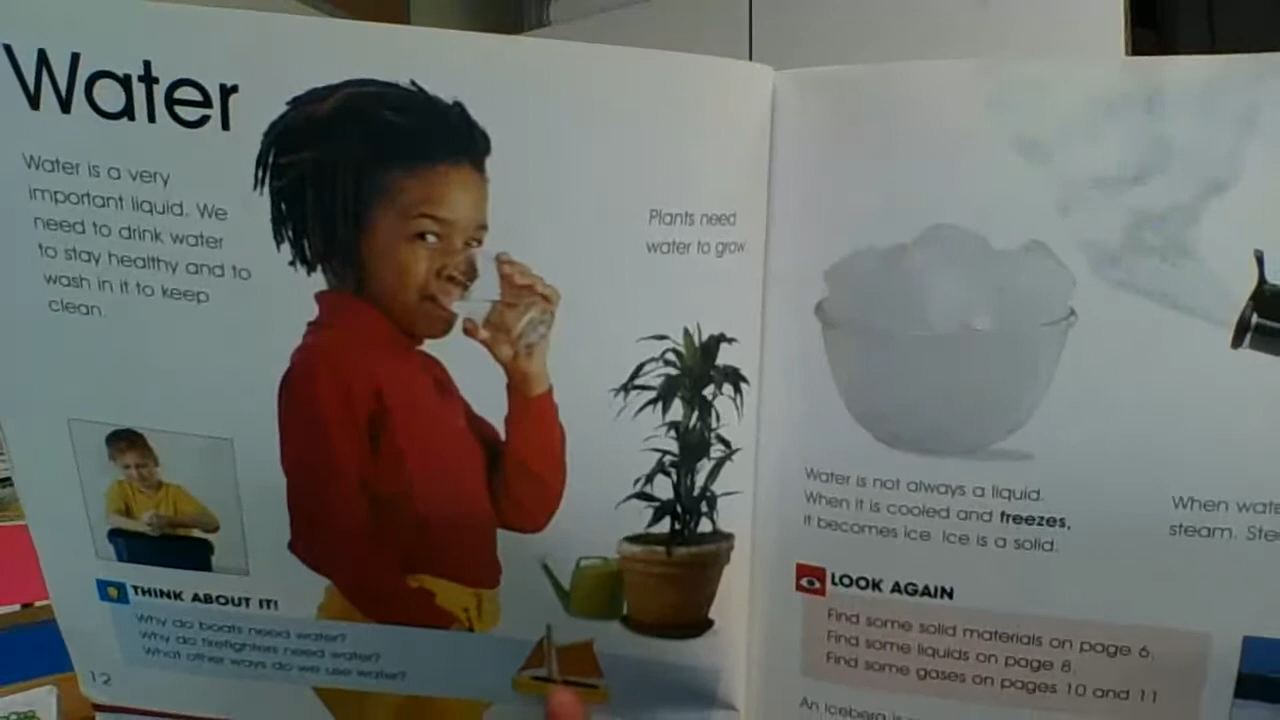 Water
Water is a very
important liquid. We
need to drink water
to stay healthy and to
wash in it to keep
clean.
Plants need
water to grow
THINK ABOUT IT!
Why do boats need water?
Why do firefighters need water?
What other ways do we use water?
12
Water is not always a liquid.
When it is cooled and freezes,
it becomes ice. Ice is a solid.
When
steam.
LOOK AGAIN
Find some solid materials on page 6.
Find some liquids on page 8.
Find some gases on pages 10 and 11
An iceberg is